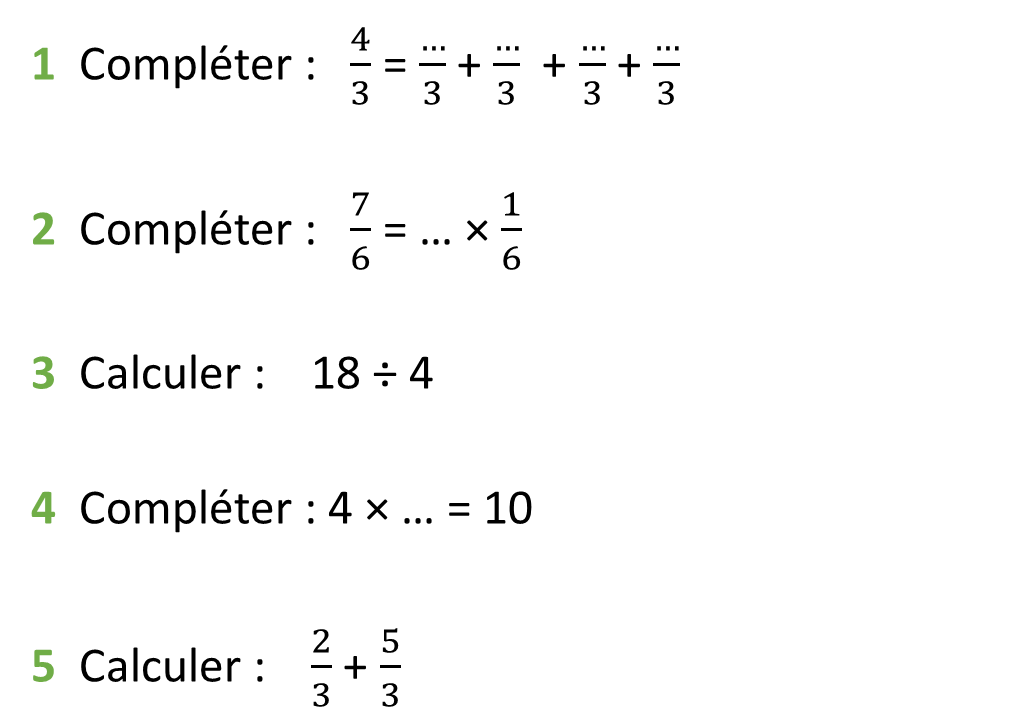 1 Compléter : 4/3 = …/3 + …/3 + …/3 + …/3
2 Compléter : 7/6 = … × 1/6
3 Calculer : 18 ÷ 4
4 Compléter : 4 × … = 10
5 Calculer : 2/3 + 5/3